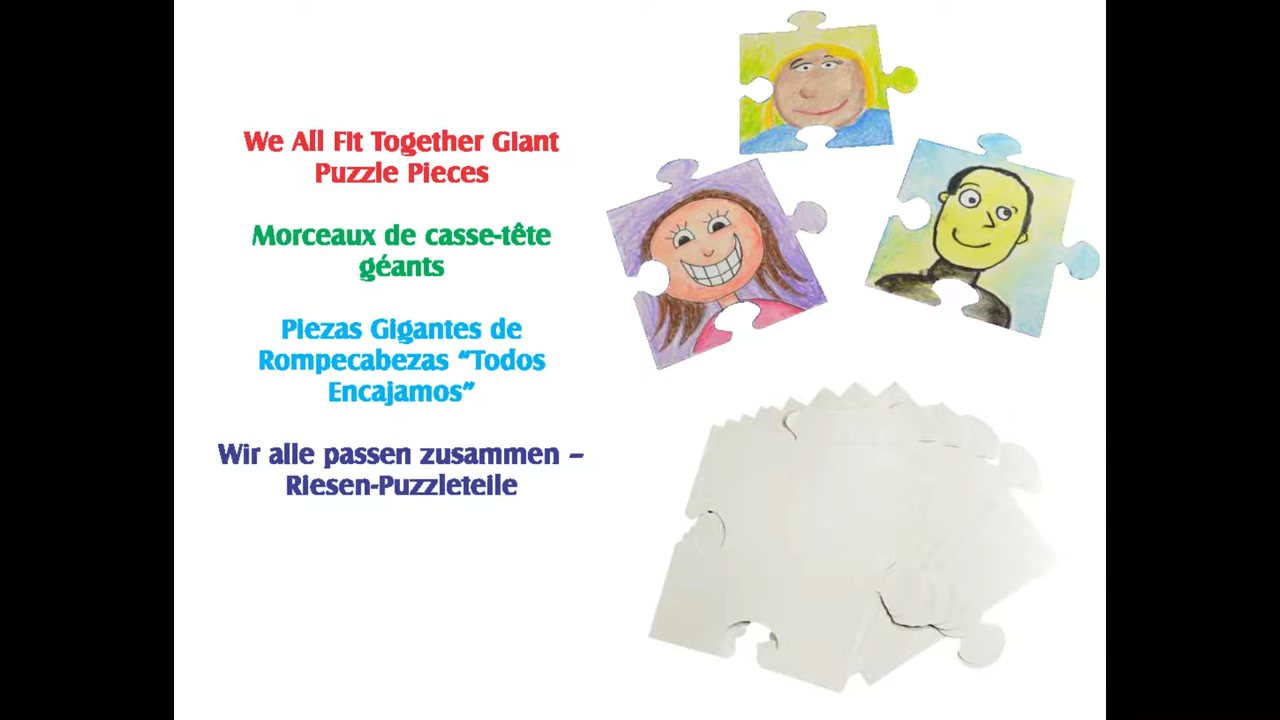 We All Fit Together Giant
Puzzle Pieces
Morceaux de casse-tête
géants
Piezas Gigantes de
Rompecabezas “Todos
Encajamos”
Wir alle passen zusammen –
Riesen-Puzzleteile